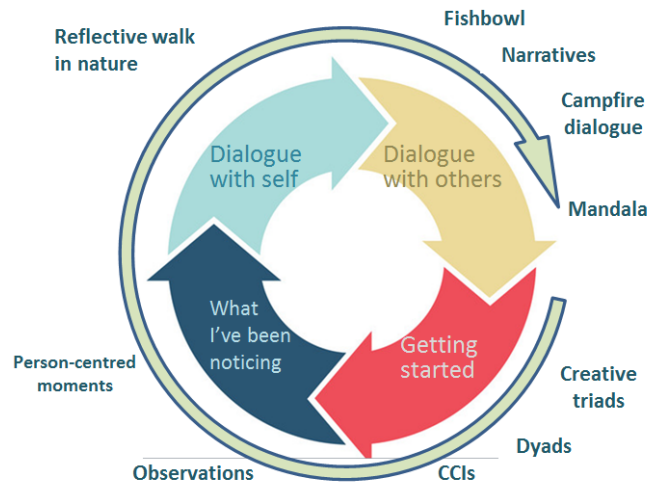 Fishbowl
Reflective walk
in nature
Narratives
Campfire
dialogue
Dialogue
with self
Dialogue
with others
Mandala
What
I've been
noticing
Getting
started
Person-centred
moments
Creative
triads
Dyads
Observations
CCIs